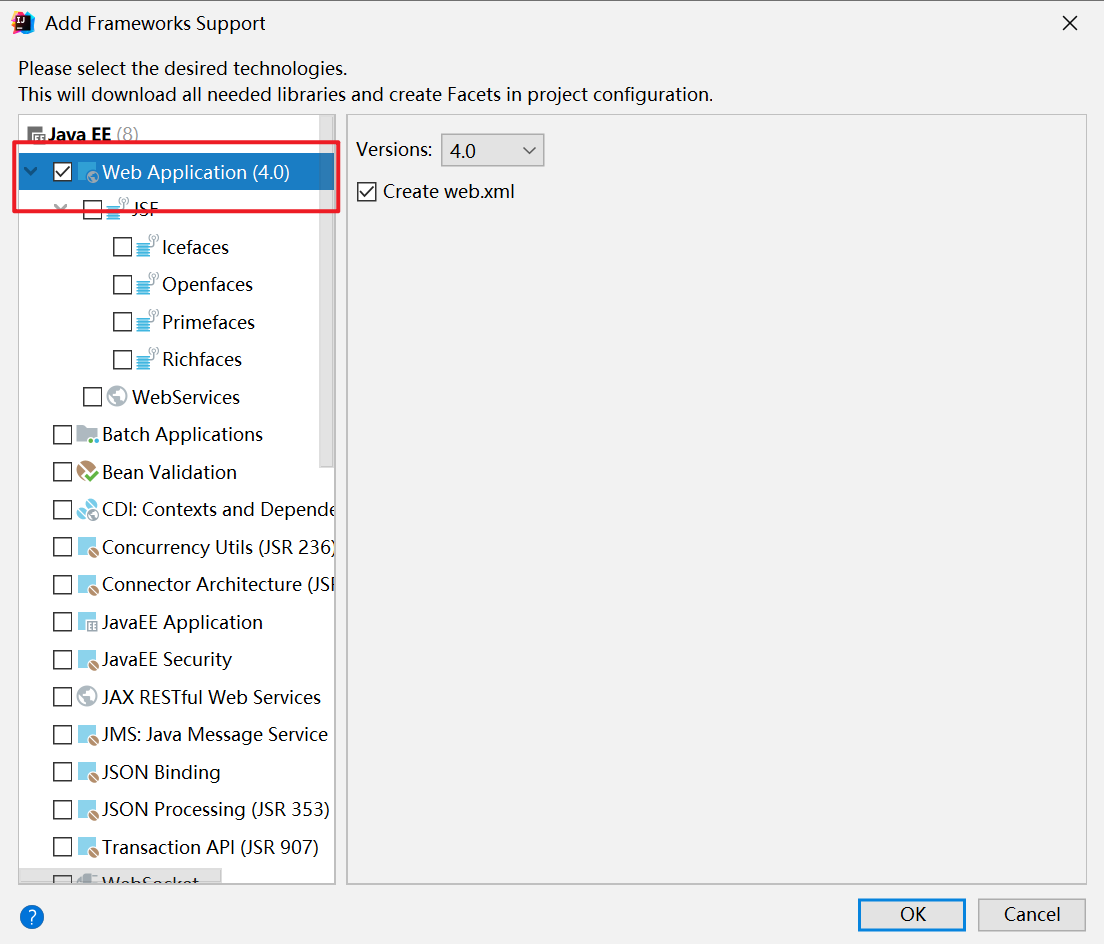 Add Frameworks Support
Please select the desired technologies.
This will download all needed libraries and create Facets in project configuration.
Java EE (8)
Web Application (4.0)
JSF
Icefaces
Openfaces
Primefaces
Richfaces
WebServices
Batch Applications
Bean Validation
CDI: Contexts and Depende
Concurrency Utils (JSR 236)
Connector Architecture (JSR
JavaEE Application
JavaEE Security
JAX RESTful Web Services
JMS: Java Message Service
JSON Binding
JSON Processing (JSR 353)
Transaction API (JSR 907)
WebSocket
Versions: 4.0
Create web.xml
?
OK
Cancel